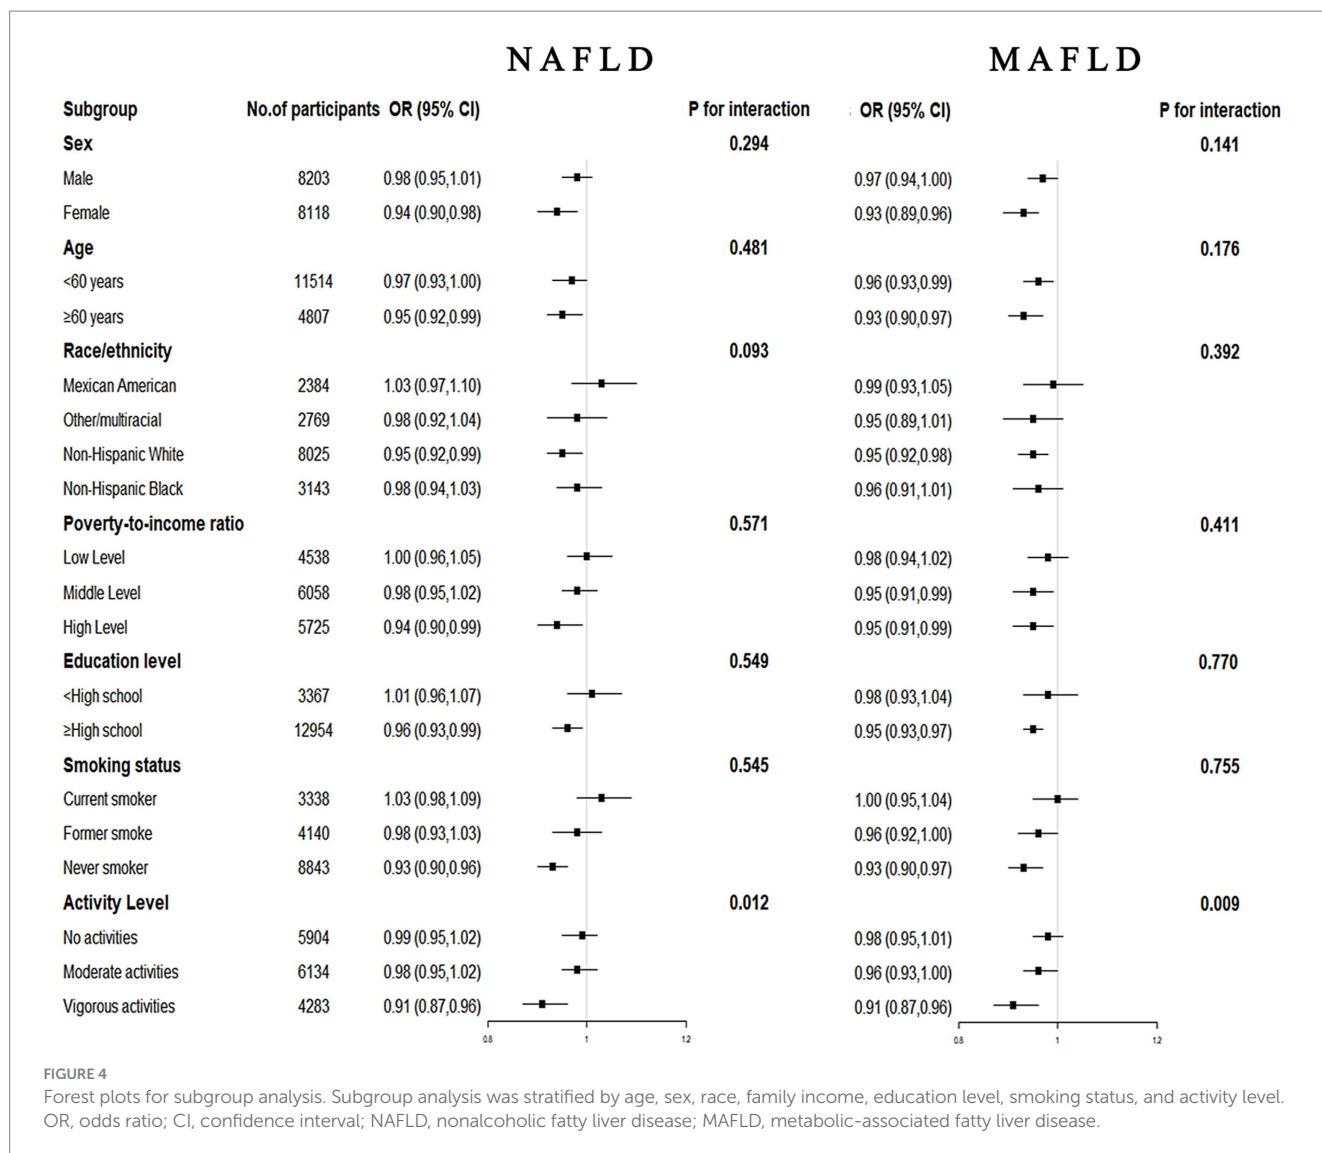 NAFLD MAFLD
Subgroup No.of participants OR (95% CI) P for interaction OR (95% CI) P for interaction
Sex 0.294 0.141
Male 8203 0.98 (0.95,1.01) 0.97 (0.94,1.00)
Female 8118 0.94 (0.90,0.98) 0.93 (0.89,0.96)
Age 0.481 0.176
<60 years 11514 0.97 (0.93,1.00) 0.96 (0.93,0.99)
≥60 years 4807 0.95 (0.92,0.99) 0.93 (0.90,0.97)
Race/ethnicity 0.093 0.392
Mexican American 2384 1.03 (0.97,1.10) 0.99 (0.93,1.05)
Other/multiracial 2769 0.98 (0.92,1.04) 0.95 (0.89,1.01)
Non-Hispanic White 8025 0.95 (0.92,0.99) 0.95 (0.92,0.98)
Non-Hispanic Black 3143 0.98 (0.94,1.03) 0.96 (0.91,1.01)
Poverty-to-income ratio 0.571 0.411
Low Level 4538 1.00 (0.96,1.05) 0.98 (0.94,1.02)
Middle Level 6058 0.98 (0.95,1.02) 0.95 (0.91,0.99)
High Level 5725 0.94 (0.90,0.99) 0.95 (0.91,0.99)
Education level 0.549 0.770
<High school 3367 1.01 (0.96,1.07) 0.98 (0.93,1.04)
≥High school 12954 0.96 (0.93,0.99) 0.95 (0.93,0.97)
Smoking status 0.545 0.755
Current smoker 3338 1.03 (0.98,1.09) 1.00 (0.95,1.04)
Former smoke 4140 0.98 (0.93,1.03) 0.96 (0.92,1.00)
Never smoker 8843 0.93 (0.90,0.96) 0.93 (0.90,0.97)
Activity Level 0.012 0.009
No activities 5904 0.99 (0.95,1.02) 0.98 (0.95,1.01)
Moderate activities 6134 0.98 (0.95,1.02) 0.96 (0.93,1.00)
Vigorous activities 4283 0.91 (0.87,0.96) 0.91 (0.87,0.96)
0.8 1 1.2 0.8 1 1.2
FIGURE 4
Forest plots for subgroup analysis. Subgroup analysis was stratified by age, sex, race, family income, education level, smoking status, and activity level.
OR, odds ratio; CI, confidence interval; NAFLD, nonalcoholic fatty liver disease; MAFLD, metabolic-associated fatty liver disease.